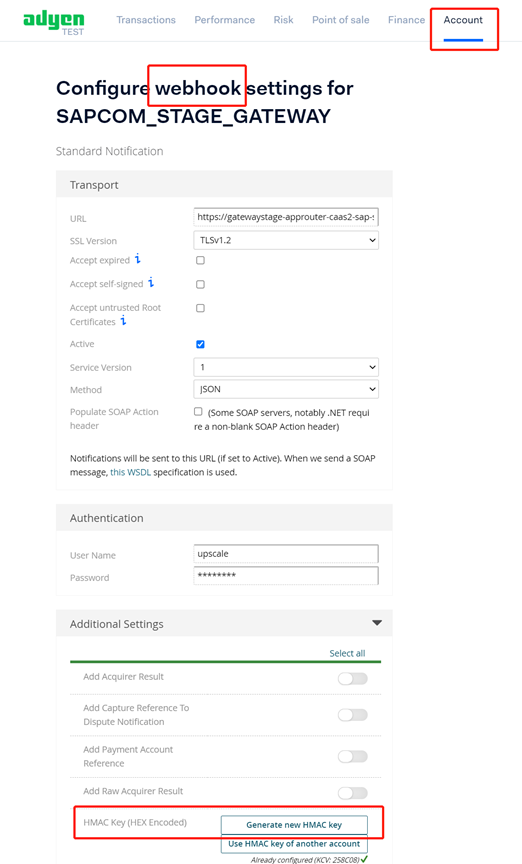 adyen
TEST
Transactions Performance Risk Point of sale Finance Account
Configure webhook settings for
SAPCOM_STAGE_GATEWAY
Standard Notification
Transport
URL https://gatewaystage-approuter-caas2-sap-s
SSL Version TLSv1.2
Accept expired i
Accept self-signed i
Accept untrusted Root
Certificates i
Active
Service Version 1
Method JSON
Populate SOAP Action (Some SOAP servers, notably .NET requi
header re a non-blank SOAP Action header)
Notifications will be sent to this URL (if set to Active). When we send a SOAP
message, this WSDL specification is used.
Authentication
User Name upscale
Password ********
Additional Settings
Select all
Add Acquirer Result
Add Capture Reference To
Dispute Notification
Add Payment Account
Reference
Add Raw Acquirer Result
HMAC Key (HEX Encoded) Generate new HMAC key
Use HMAC key of another account
Already configured (KCV: 258C08)